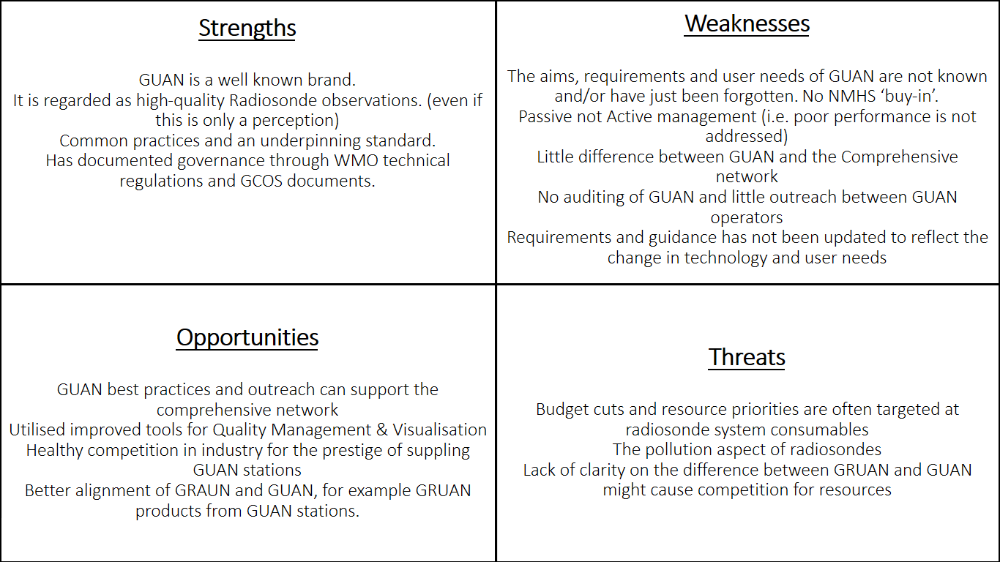 Strengths
GUAN is a well known brand.
It is regarded as high-quality Radiosonde observations. (even if
this is only a perception)
Common practices and an underpinning standard.
Has documented governance through WMO technical
regulations and GCOS documents.
Weaknesses
The aims, requirements and user needs of GUAN are not known
and/or have just been forgotten. No NMHS ‘buy-in’.
Passive not Active management (i.e. poor performance is not
addressed)
Little difference between GUAN and the Comprehensive
network
No auditing of GUAN and little outreach between GUAN
operators
Requirements and guidance has not been updated to reflect the
change in technology and user needs
Opportunities
GUAN best practices and outreach can support the
comprehensive network
Utilised improved tools for Quality Management & Visualisation
Healthy competition in industry for the prestige of suppling
GUAN stations
Better alignment of GRAUN and GUAN, for example GRUAN
products from GUAN stations.
Threats
Budget cuts and resource priorities are often targeted at
radiosonde system consumables
The pollution aspect of radiosondes
Lack of clarity on the difference between GRUAN and GUAN
might cause competition for resources